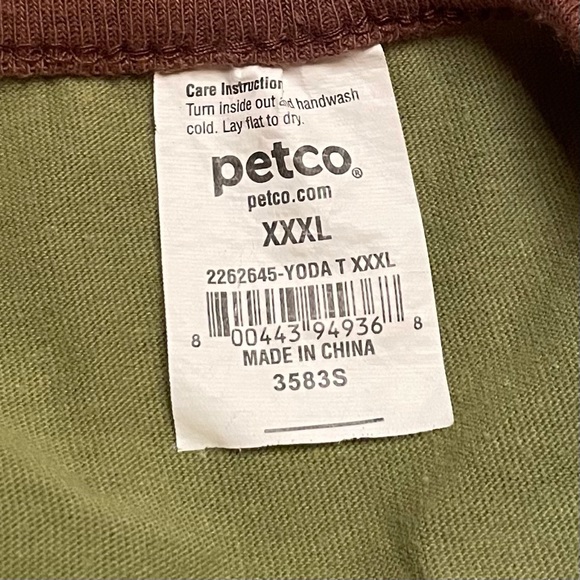 Care Instruction
Turn inside out and handwash
cold. Lay flat to dry.
petco®
petco.com
XXXL
2262645-YODA T XXXL
8 00443 94936 8
MADE IN CHINA
3583S